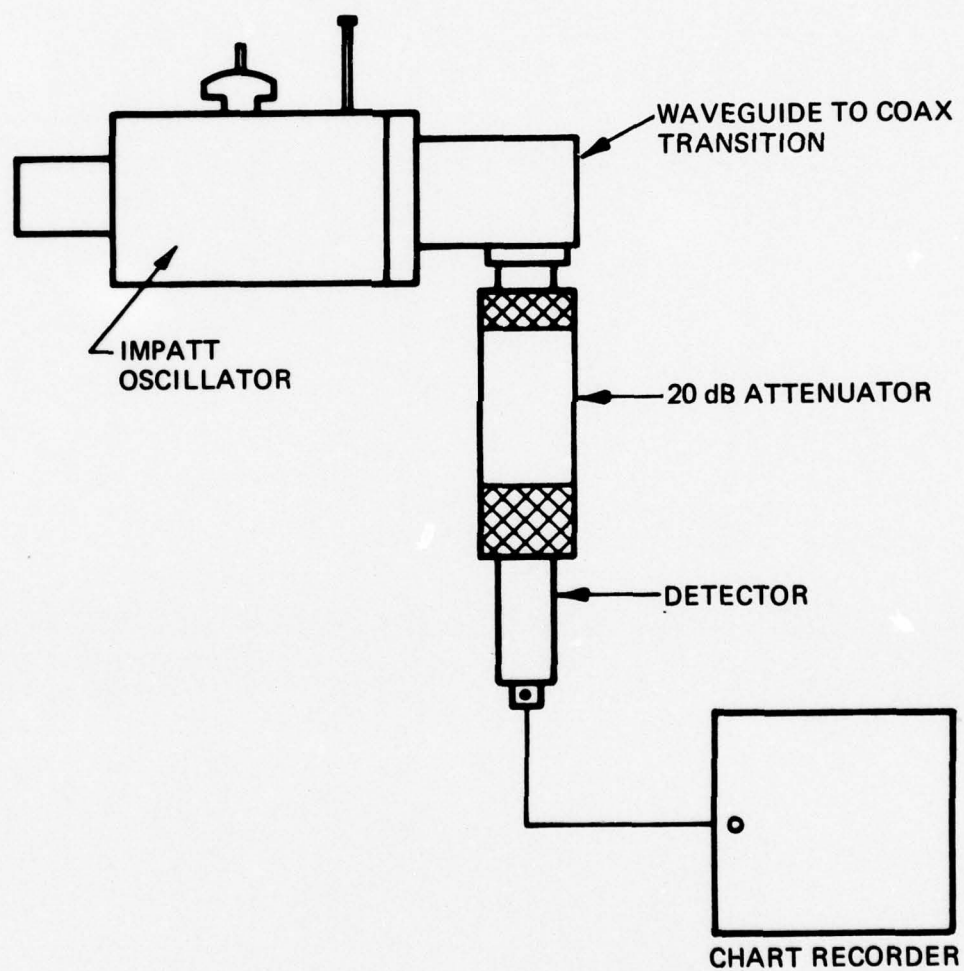 WAVEGUIDE TO COAX
TRANSITION
IMPATT
OSCILLATOR
20 dB ATTENUATOR
DETECTOR
CHART RECORDER